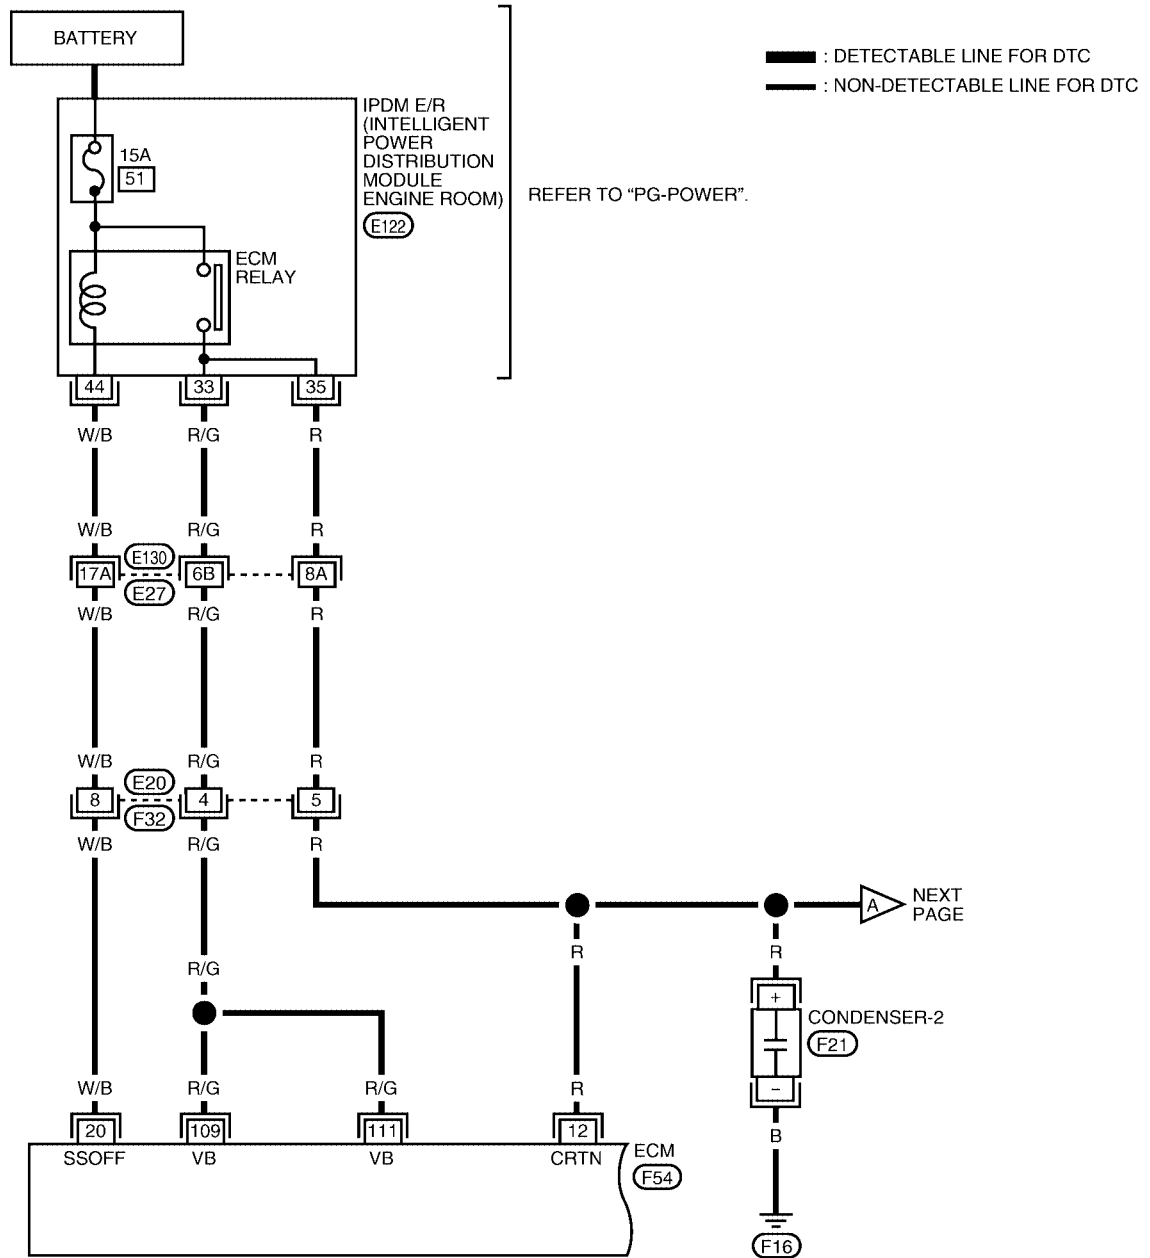 BATTERY
: DETECTABLE LINE FOR DTC
: NON-DETECTABLE LINE FOR DTC
IPDM E/R
(INTELLIGENT
POWER
DISTRIBUTION
MODULE
ENGINE ROOM)
E122
REFER TO “PG-POWER”.
15A
51
ECM
RELAY
44 33 35
W/B R/G R
W/B R/G R
17A E130 6B 8A
E27
W/B R/G R
W/B R/G R
8 E20 4 5
F32
W/B R/G R
A NEXT
PAGE
R R
R/G
+
CONDENSER-2
F21
−
W/B R/G R/G R
20 109 111 12
B
SSOFF VB VB CRTN
ECM
F54
F16